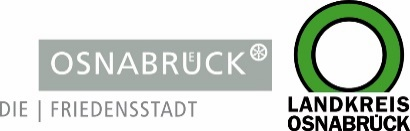 OSNABRÜCK
DIE | FRIEDENSSTADT
LANDKREIS
OSNABRÜCK